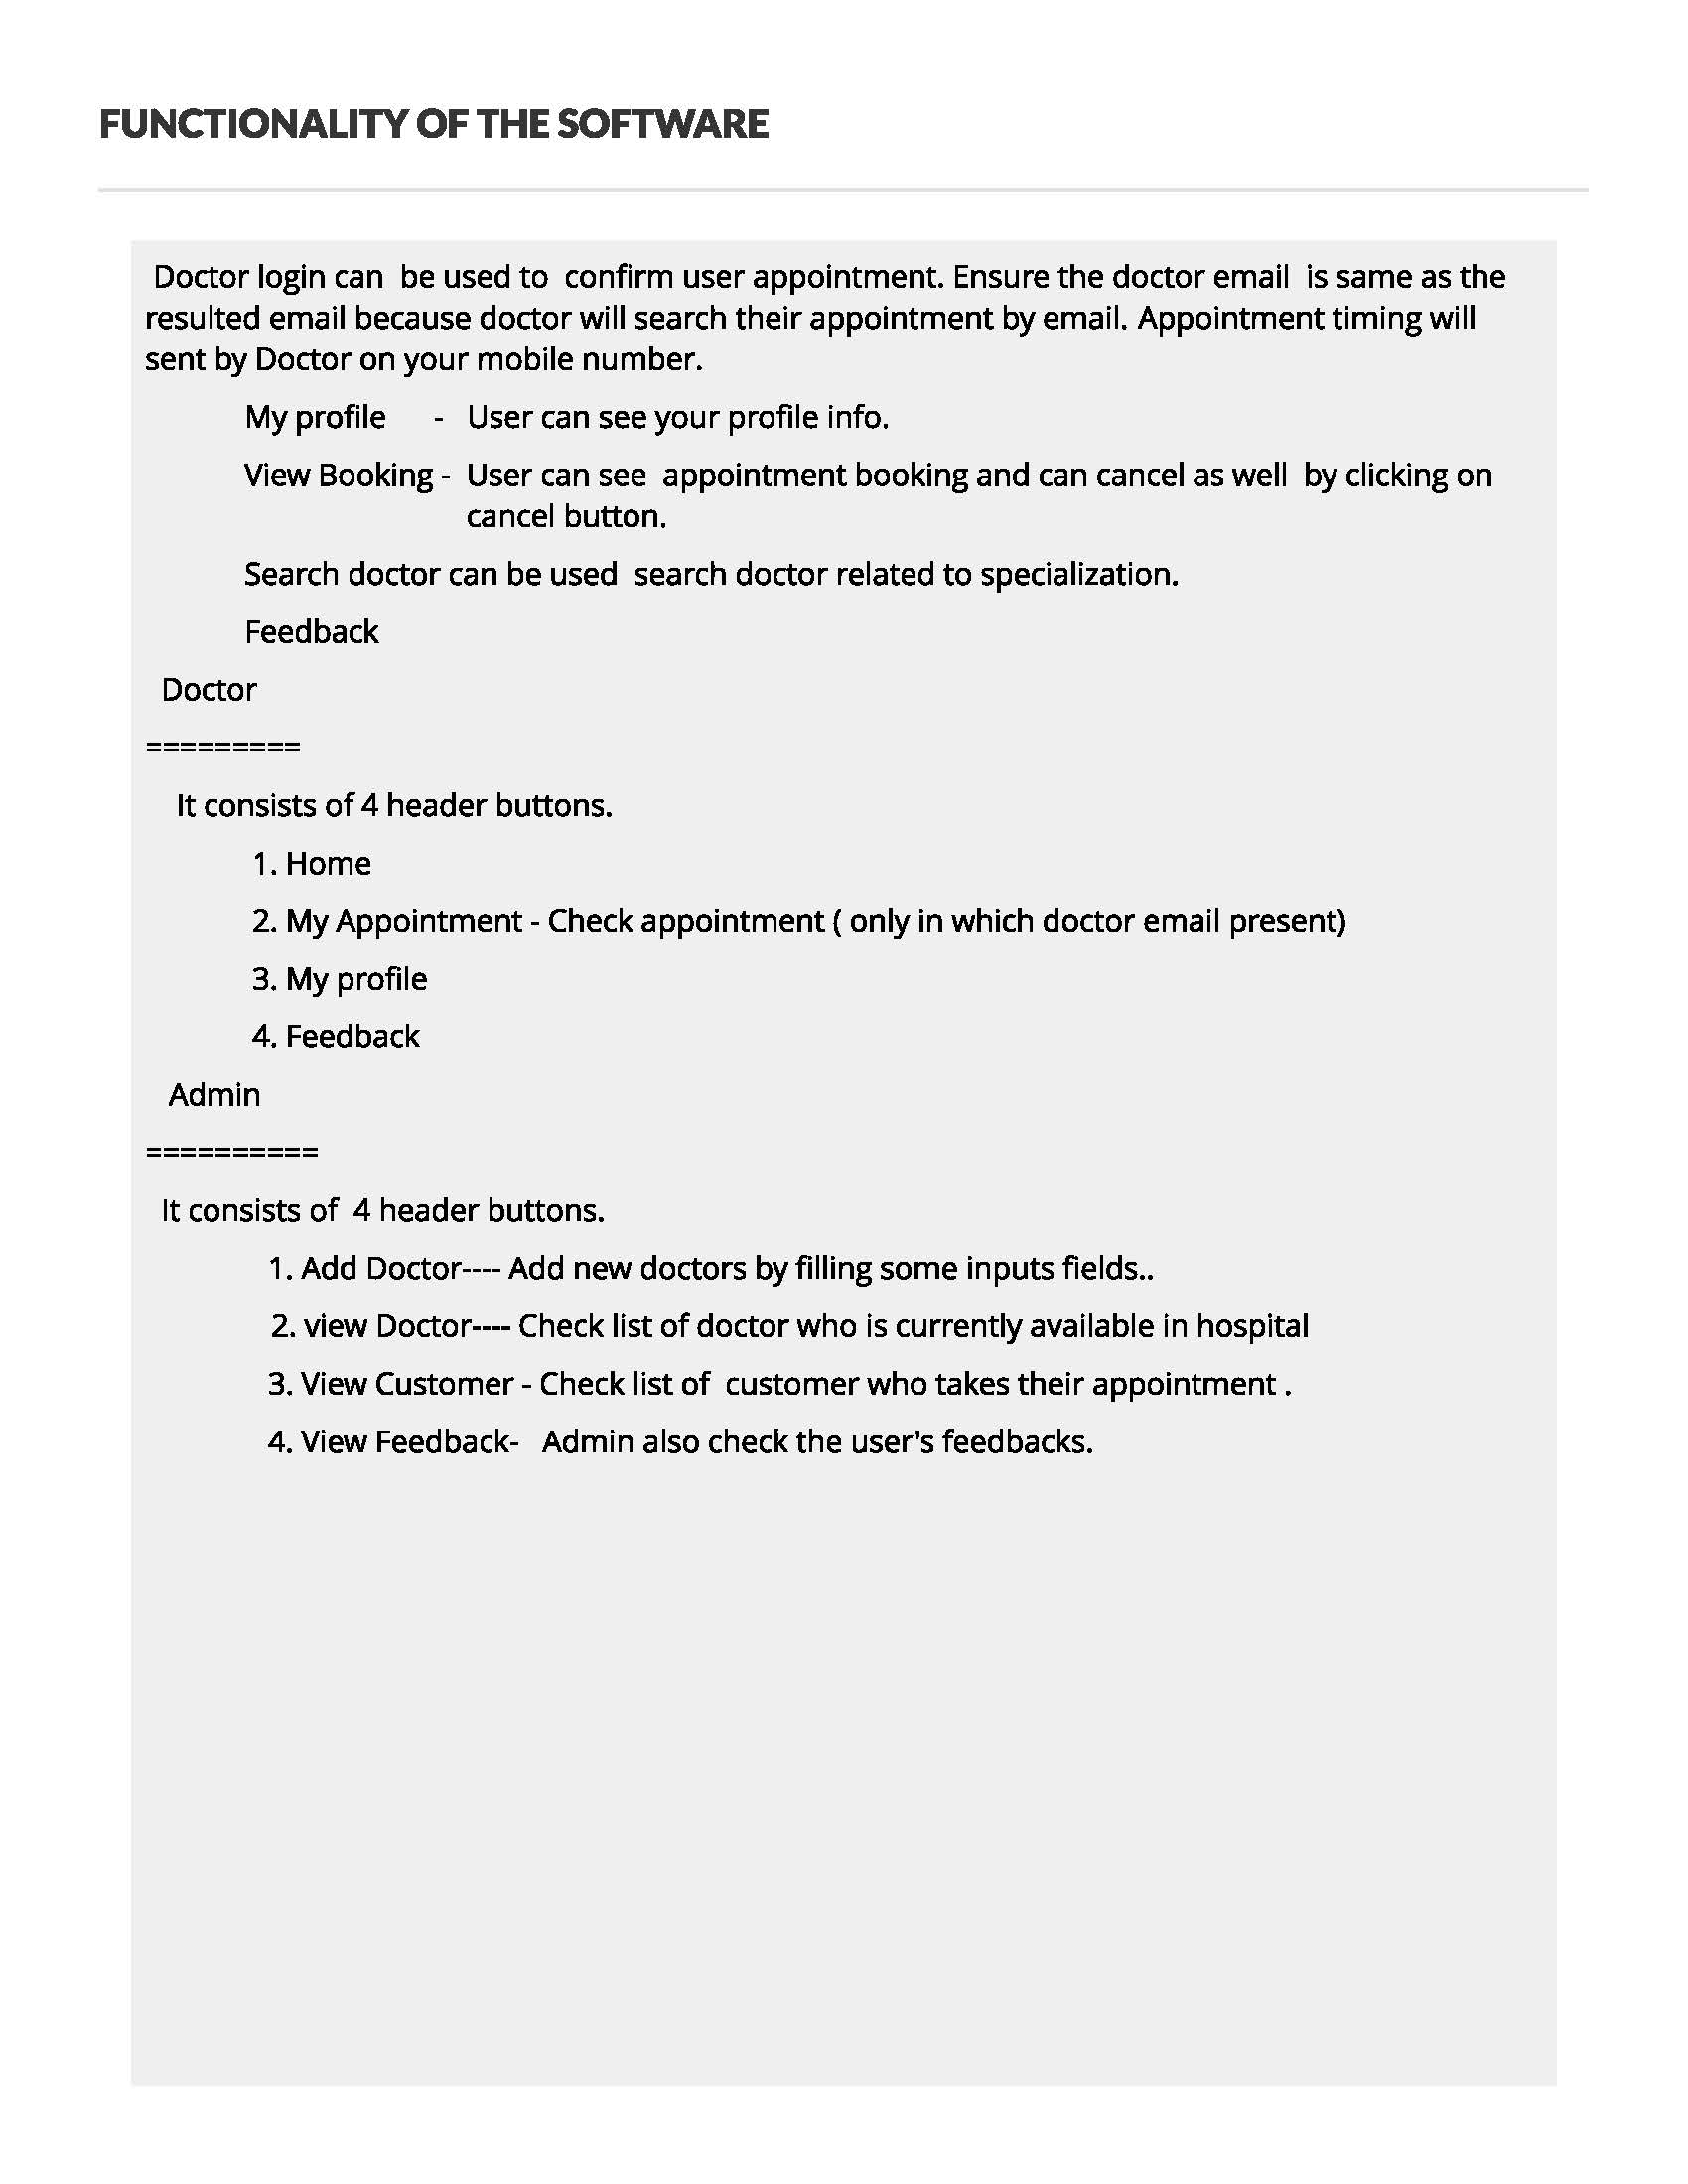 FUNCTIONALITY OF THE SOFTWARE
Doctor login can  be used to  confirm user appointment. Ensure the doctor email  is same as the
resulted email because doctor will search their appointment by email. Appointment timing will
sent by Doctor on your mobile number.
My profile      -   User can see your profile info.
View Booking -  User can see  appointment booking and can cancel as well  by clicking on
cancel button.
Search doctor can be used  search doctor related to specialization.
Feedback
Doctor
=========
It consists of 4 header buttons.
1. Home
2. My Appointment - Check appointment ( only in which doctor email present)
3. My profile
4. Feedback
Admin
==========
It consists of  4 header buttons.
1. Add Doctor---- Add new doctors by filling some inputs fields..
2. view Doctor---- Check list of doctor who is currently available in hospital
3. View Customer - Check list of  customer who takes their appointment .
4. View Feedback-   Admin also check the user's feedbacks.